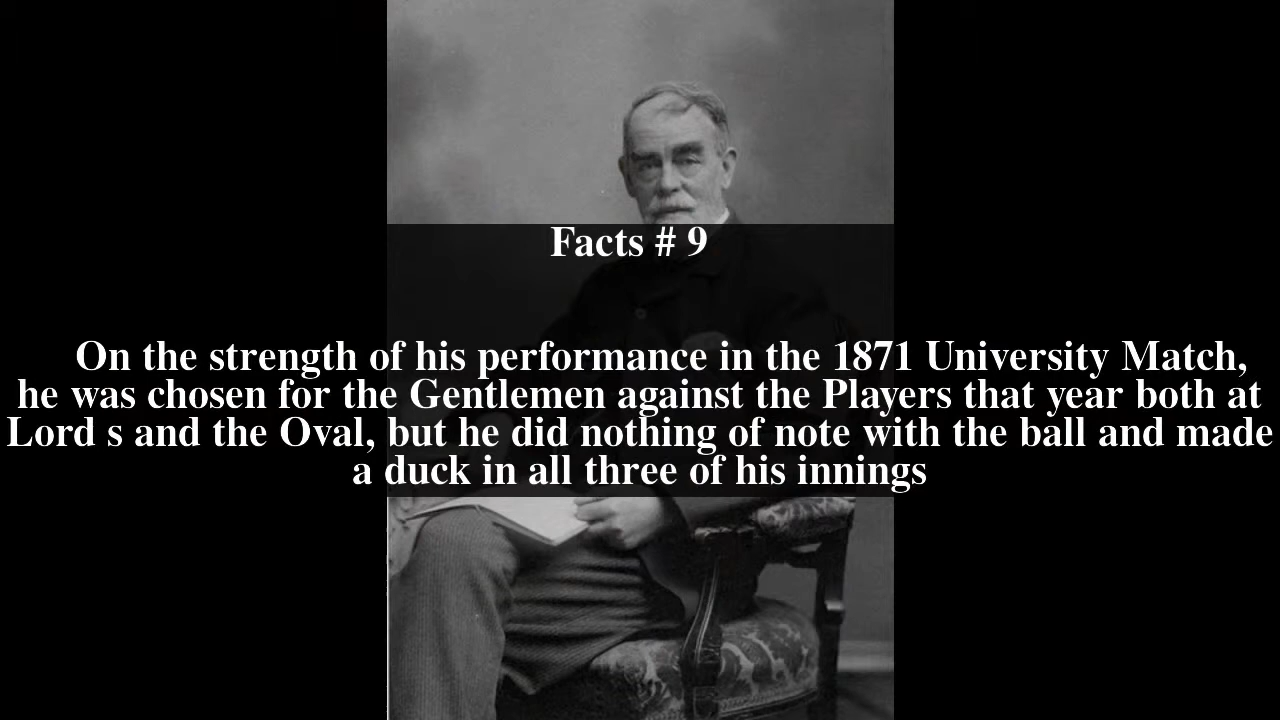 Facts # 9
On the strength of his performance in the 1871 University Match,
he was chosen for the Gentlemen against the Players that year both at
Lord s and the Oval, but he did nothing of note with the ball and made
a duck in all three of his innings